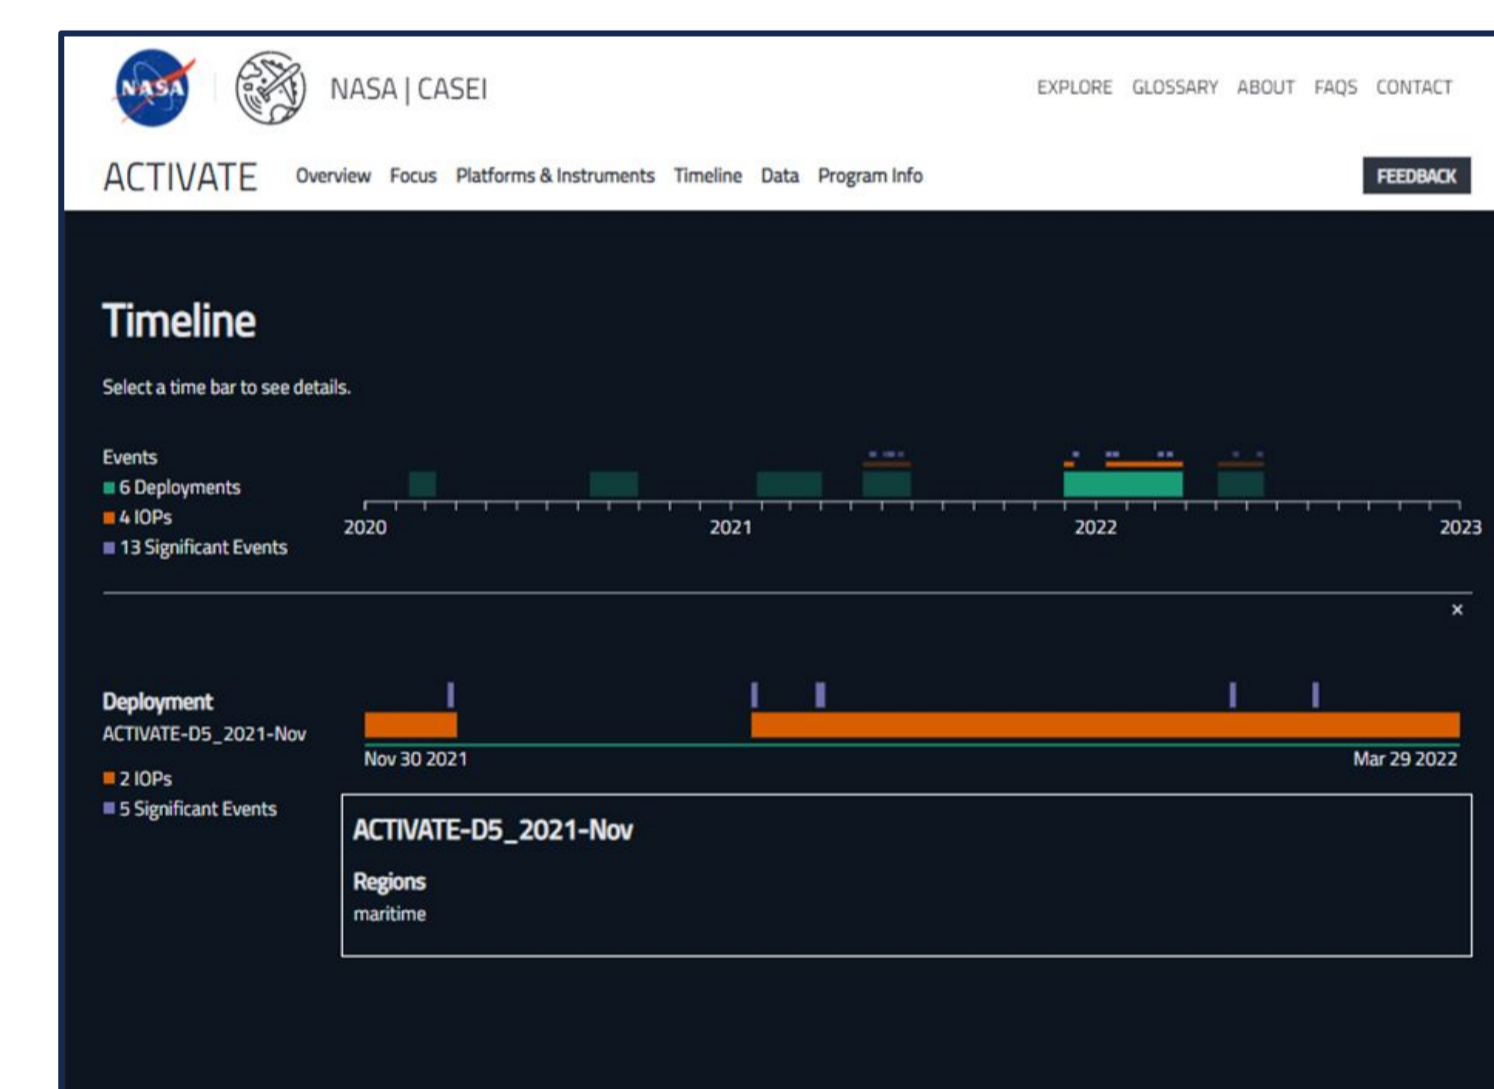 NASA
NASA | CASEI
EXPLORE GLOSSARY ABOUT FAQS CONTACT
ACTIVATE Overview Focus Platforms & Instruments Timeline Data Program Info FEEDBACK
Timeline
Select a time bar to see details.
Events
6 Deployments
4 IOPs
13 Significant Events
2020 2021 2022 2023
×
Deployment
ACTIVATE-D5_2021-Nov
2 IOPs
5 Significant Events
Nov 30 2021 Mar 29 2022
ACTIVATE-D5_2021-Nov
Regions
maritime